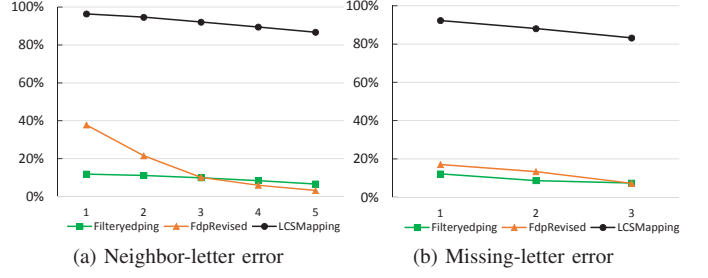 100%
80%
60%
40%
20%
0%
1 2 3 4 5
Filteryedping FdpRevised LCSMapping
(a) Neighbor-letter error
100%
80%
60%
40%
20%
0%
1 2 3
Filteryedping FdpRevised LCSMapping
(b) Missing-letter error